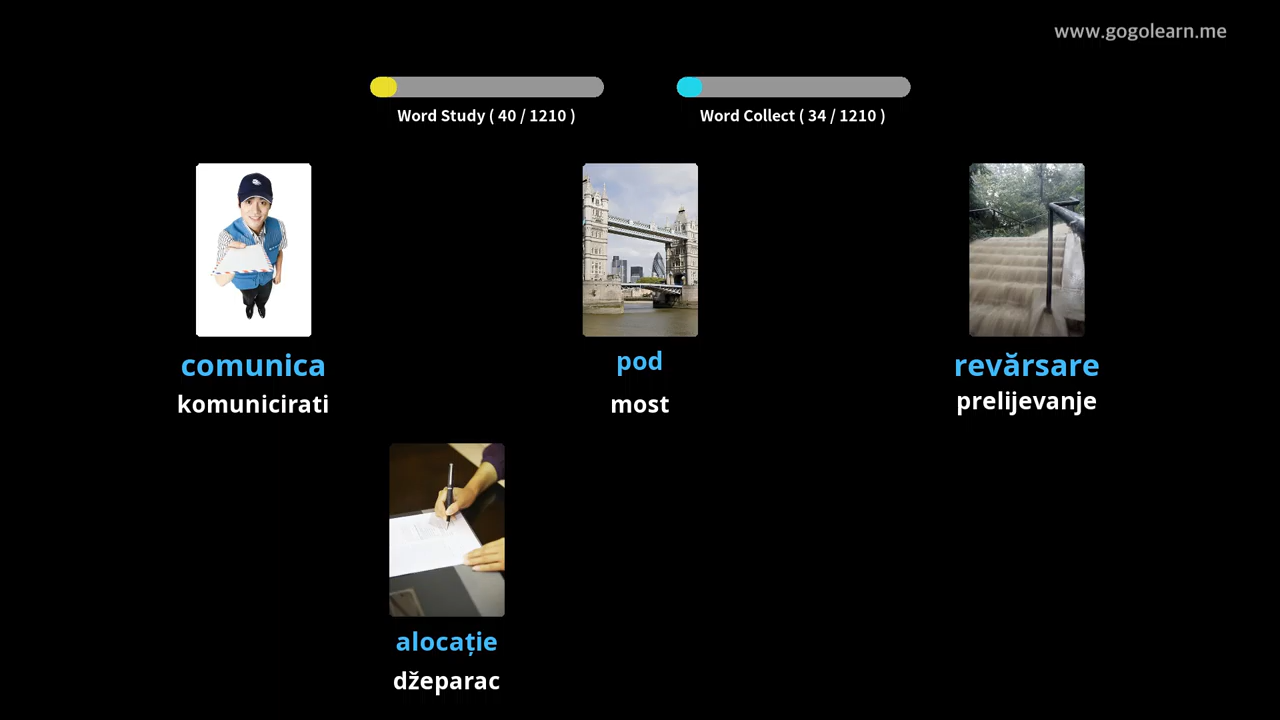 www.gogolearn.me
Word Study ( 40 / 1210 )
Word Collect ( 34 / 1210 )
comunica
komunicirati
pod
most
revărsare
prelijevanje
alocație
džeparac